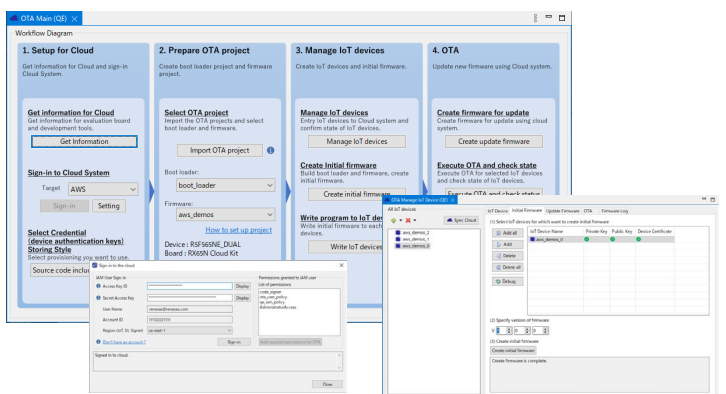 OTA Main (QE)
Workflow Diagram
1. Setup for Cloud
Get information for Cloud and sign-in
Cloud System.
Get information for Cloud
Get information for evaluation board
and development tools.
Get Information
Sign-in to Cloud System
Target
AWS
Sign-in
Setting
Select Credential
(device authentication keys)
Storing Style
Select provisioning you want to use.
Source code inclu
2. Prepare OTA project
Create boot loader project and firmware
project.
Select OTA project
Import the OTA projects and select
boot loader and firmware.
Import OTA project
Boot loader:
boot_loader
Firmware:
aws_demos
How to set up project
Device : RSF565NE_DUAL
Board : RX65N Cloud Kit
3. Manage IoT devices
Create IoT devices and initial firmware.
Manage IoT devices
Entry IoT devices to Cloud system and
confirm state of IoT devices.
Manage IoT devices
Create Initial firmware
Build boot loader and firmware, create
initial firmware.
Create initial firmware
Write program to IoT dev
Write initial firmware to each
devices.
Write IoT devices
4. OTA
Update new firmware using Cloud system.
Create firmware for update
Create firmware for update using cloud
system.
Create update firmware
Execute OTA and check state
Execute OTA for selected IoT devices
and check state of IoT devices.
Execute OTA and check status
Sign-in to the cloud
IAM User Sign-in
Access Key ID
Display
Secret Access Key
Display
User Name
renesas@renesas.com
Account ID
Region (IoT, S3, Signer)
us-east-1
Don't have an account ?
Sign-in
Permissions granted to IAM user
List of permissions
code_signer
ota_user_policy
AdministratorAccess
Signed in to cloud.
Close
OTA Manage IoT Device (QE)
All IoT devices
Sync Cloud
aws_demos_2
aws_demos_1
aws_demos_0
IoT Device
Initial Firmware
Update Firmware
OTA
Firmware Log
(1) Select IoT devices for which want to create initial firmware
Add all
Add
Delete
Delete all
Debug
IoT Device Name
Private Key
Public Key
Device Certificate
aws_demos_0
(2) Specify version of firmware
V 1 0 0
(3) Create initial firmware
Create initial firmware
Create firmware is complete.